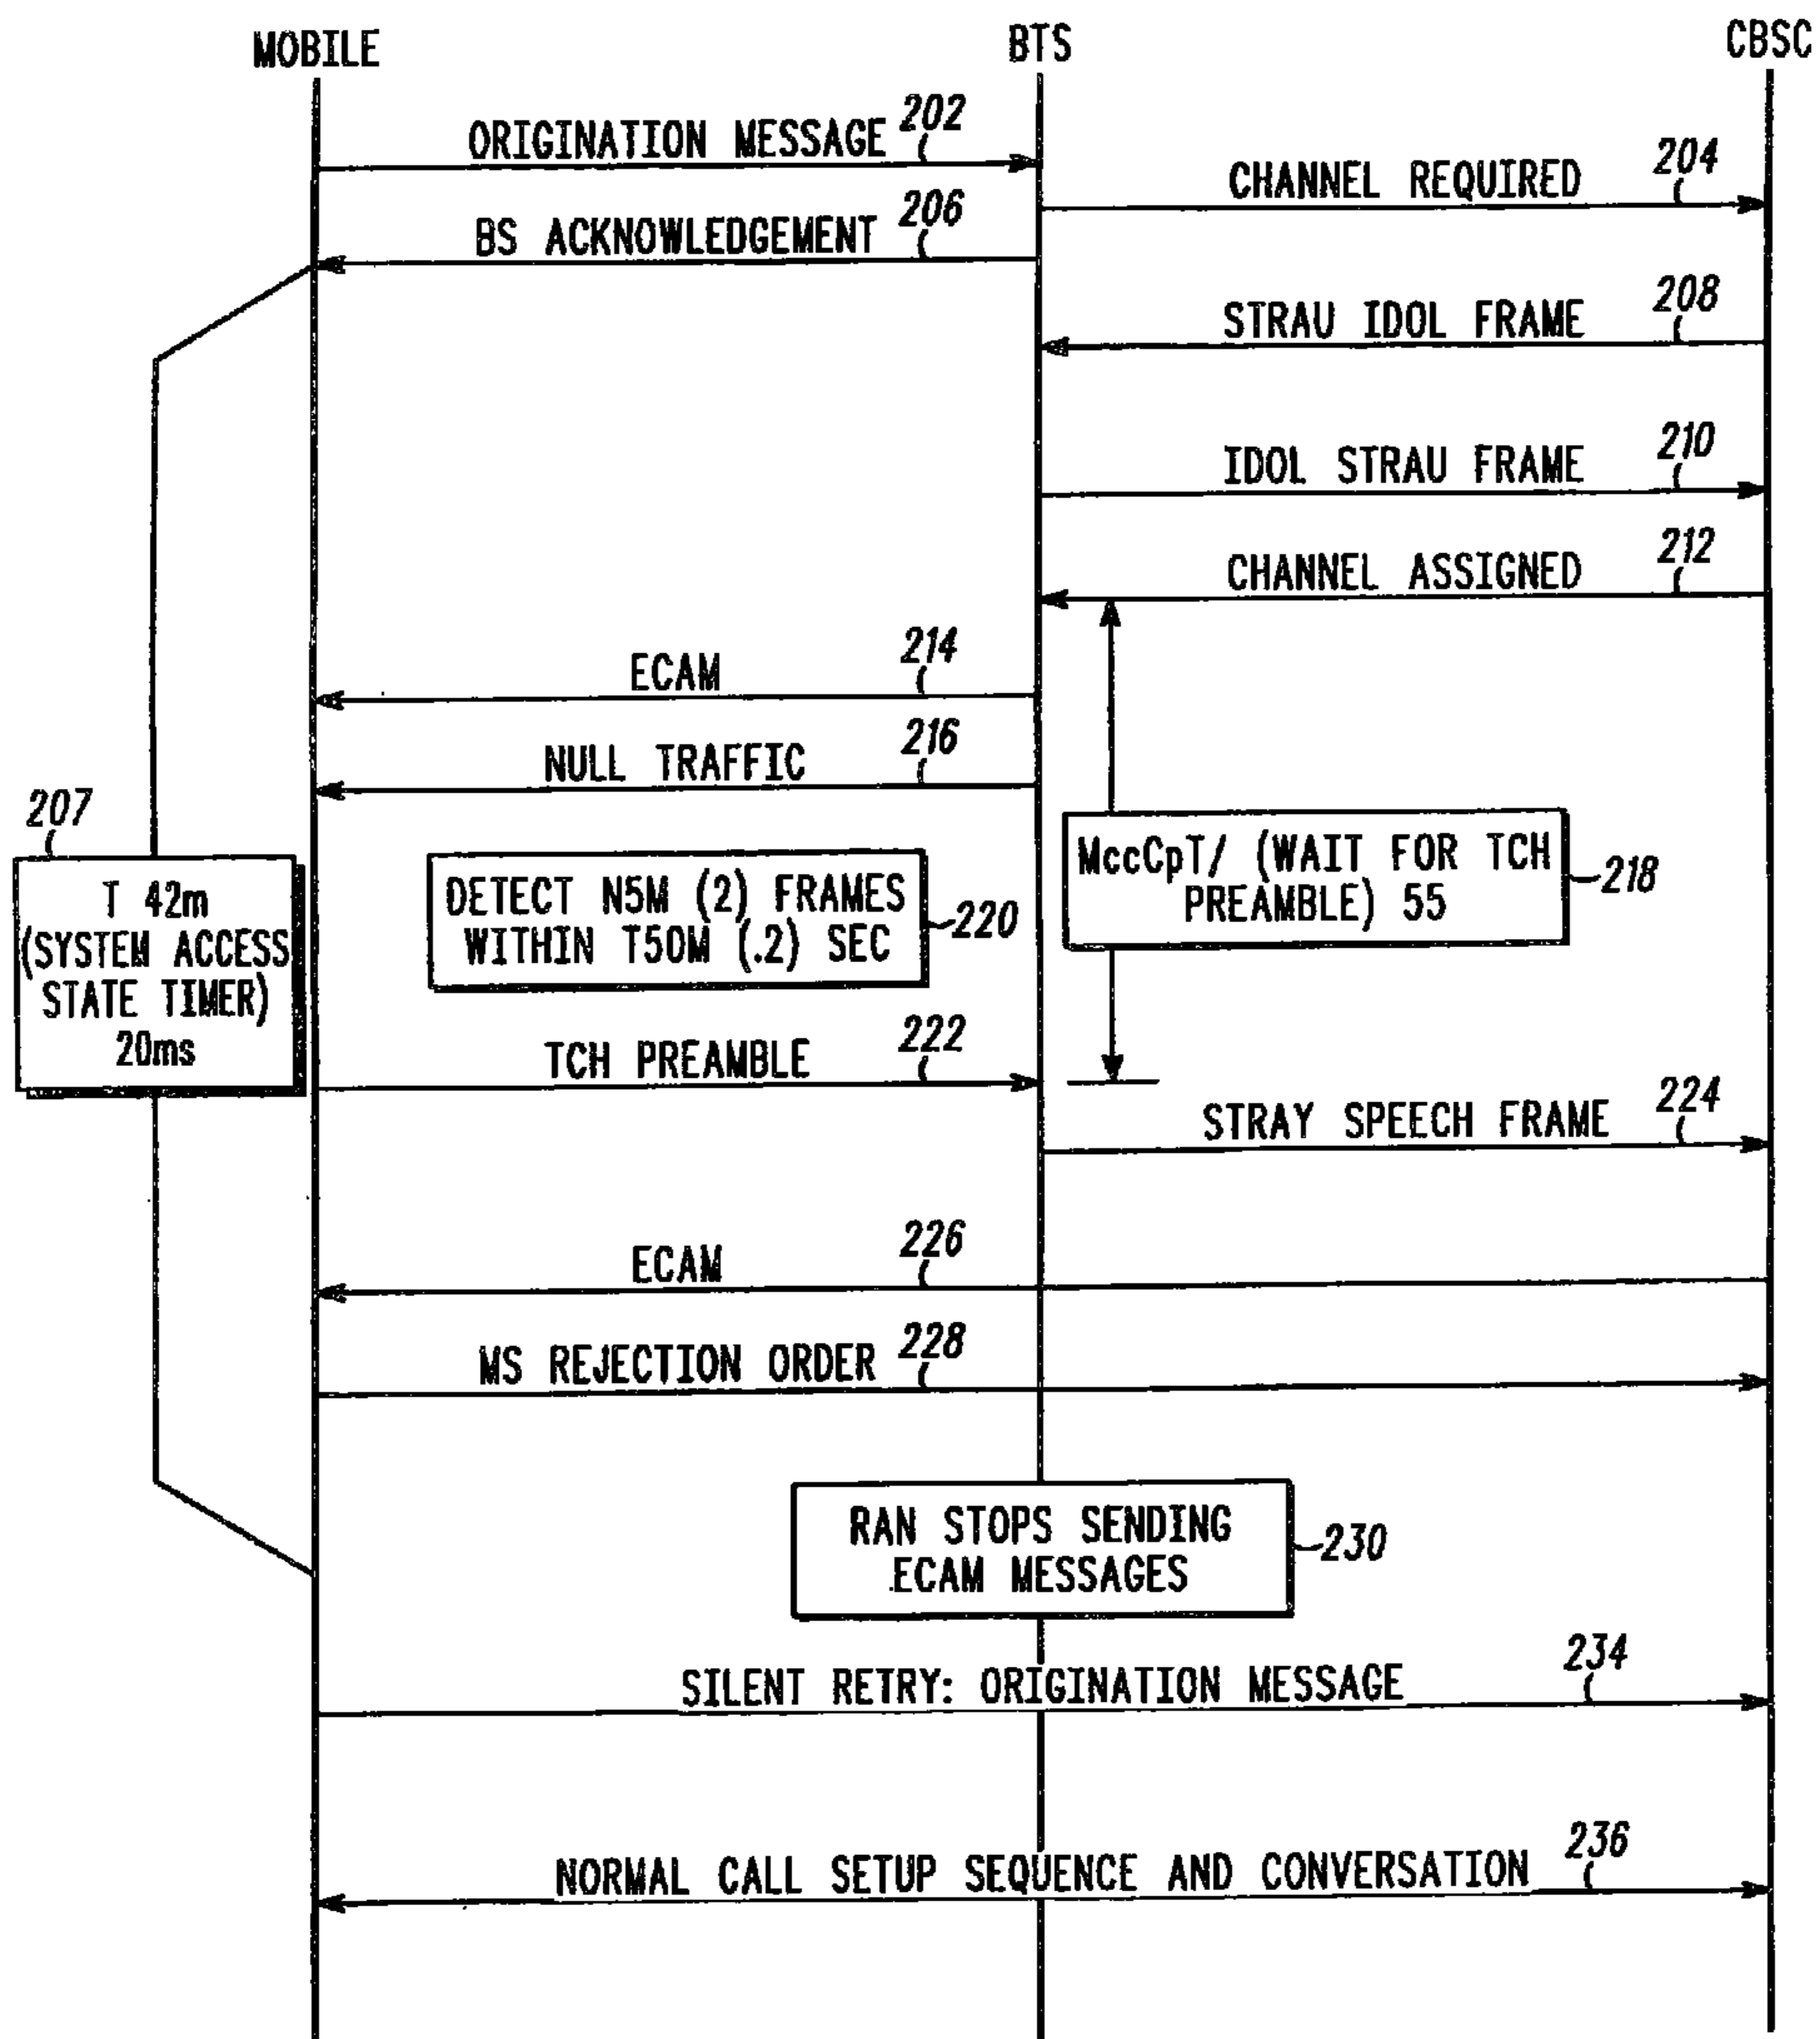 MOBILE
BTS
CBSC
ORIGINATION MESSAGE 202
CHANNEL REQUIRED 204
BS ACKNOWLEDGEMENT 206
STRAU IDOL FRAME 208
IDOL STRAU FRAME 210
CHANNEL ASSIGNED 212
ECAM 214
NULL TRAFFIC 216
207
T 42m
(SYSTEM ACCESS
STATE TIMER)
20ms
DETECT N5M (2) FRAMES
WITHIN T50M (.2) SEC
220
MccCpT/ (WAIT FOR TCH
PREAMBLE) 55
218
TCH PREAMBLE 222
STRAY SPEECH FRAME 224
ECAM 226
MS REJECTION ORDER 228
RAN STOPS SENDING
ECAM MESSAGES
230
SILENT RETRY: ORIGINATION MESSAGE 234
NORMAL CALL SETUP SEQUENCE AND CONVERSATION 236